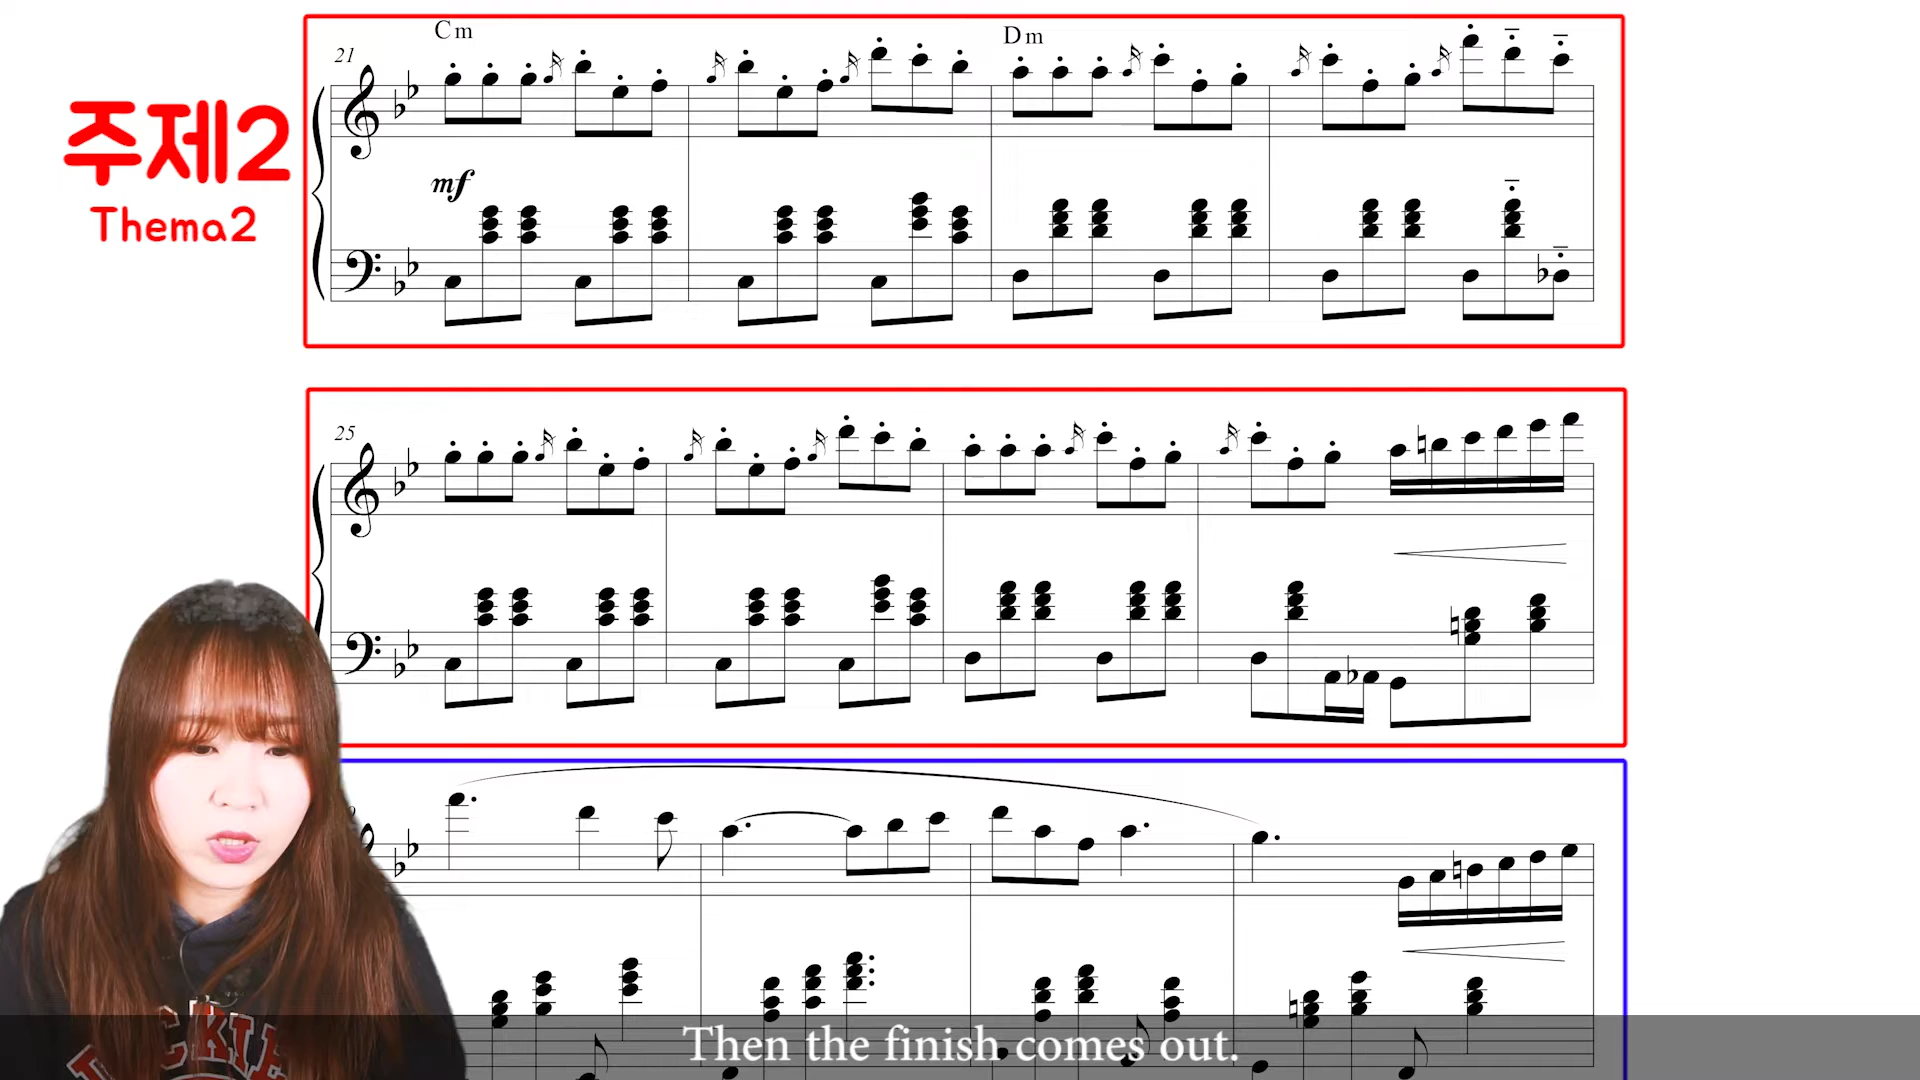 Cm
Dm
21
주제2
Thema2
mf
25
Then the finish comes out.